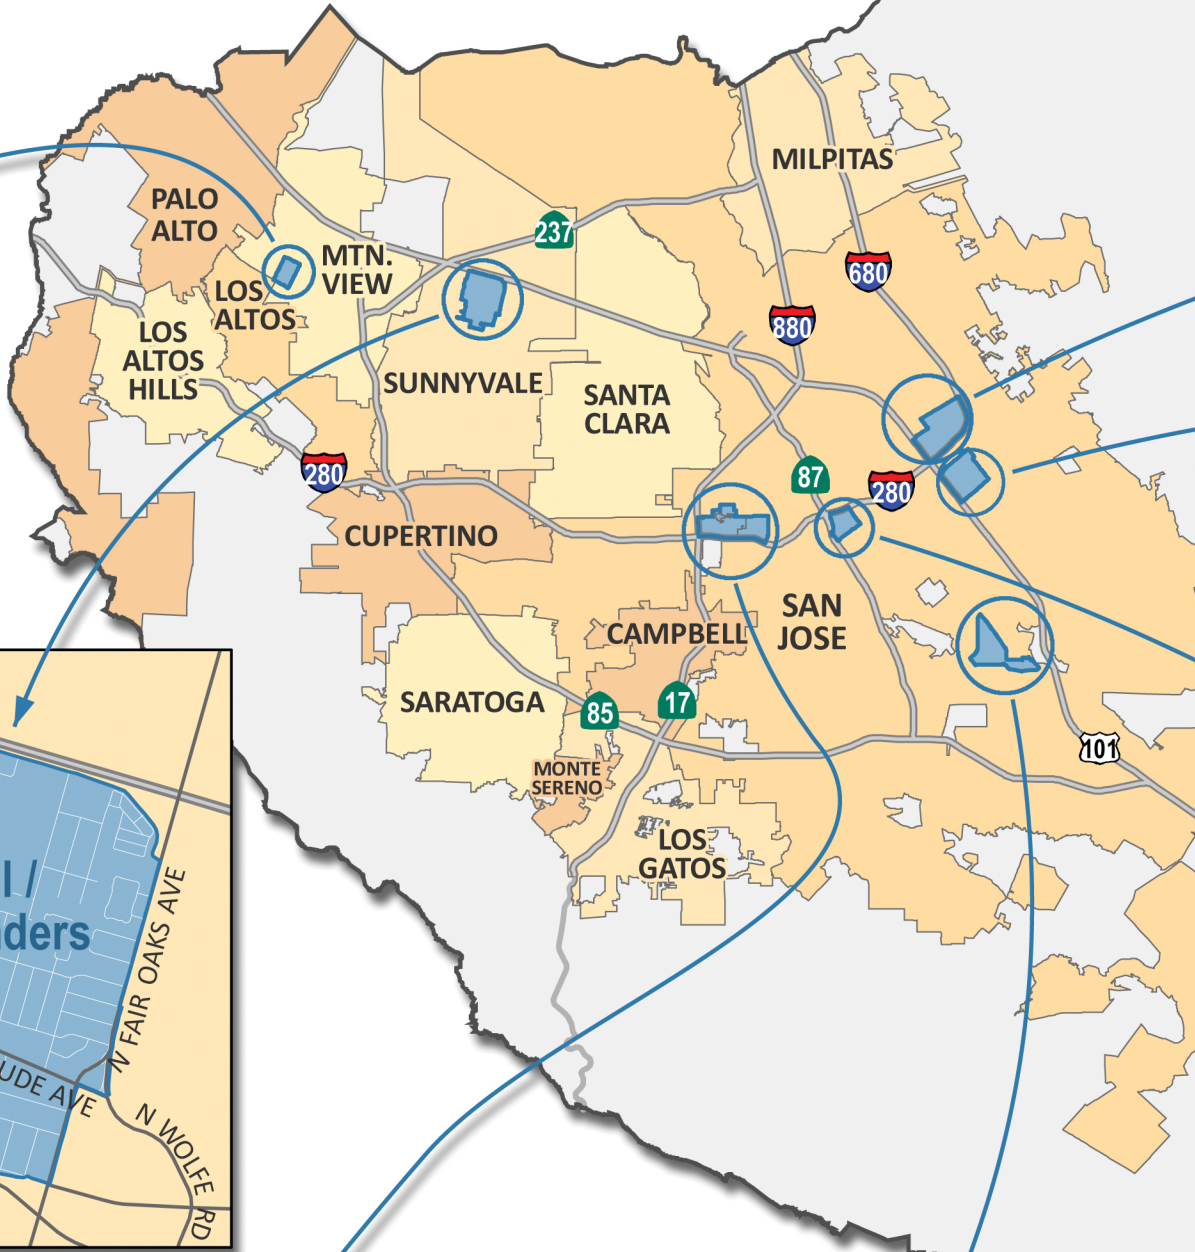 MILPITAS
PALO
ALTO
237
MTN.
VIEW
680
LOS
ALTOS
880
LOS
ALTOS
HILLS
SUNNYVALE
SANTA
CLARA
280
87
280
CUPERTINO
SAN
JOSE
CAMPBELL
SARATOGA
85
17
101
MONTE
SERENO
LOS
GATOS
l /
nders
N FAIR OAKS AVE
UDE AVE
N WOLFE RD